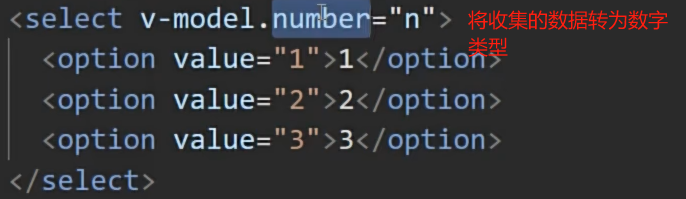 <select v-model.number="n"> 将收集的数据转为数字
类型
<option value="1">1</option>
<option value="2">2</option>
<option value="3">3</option>
</select>